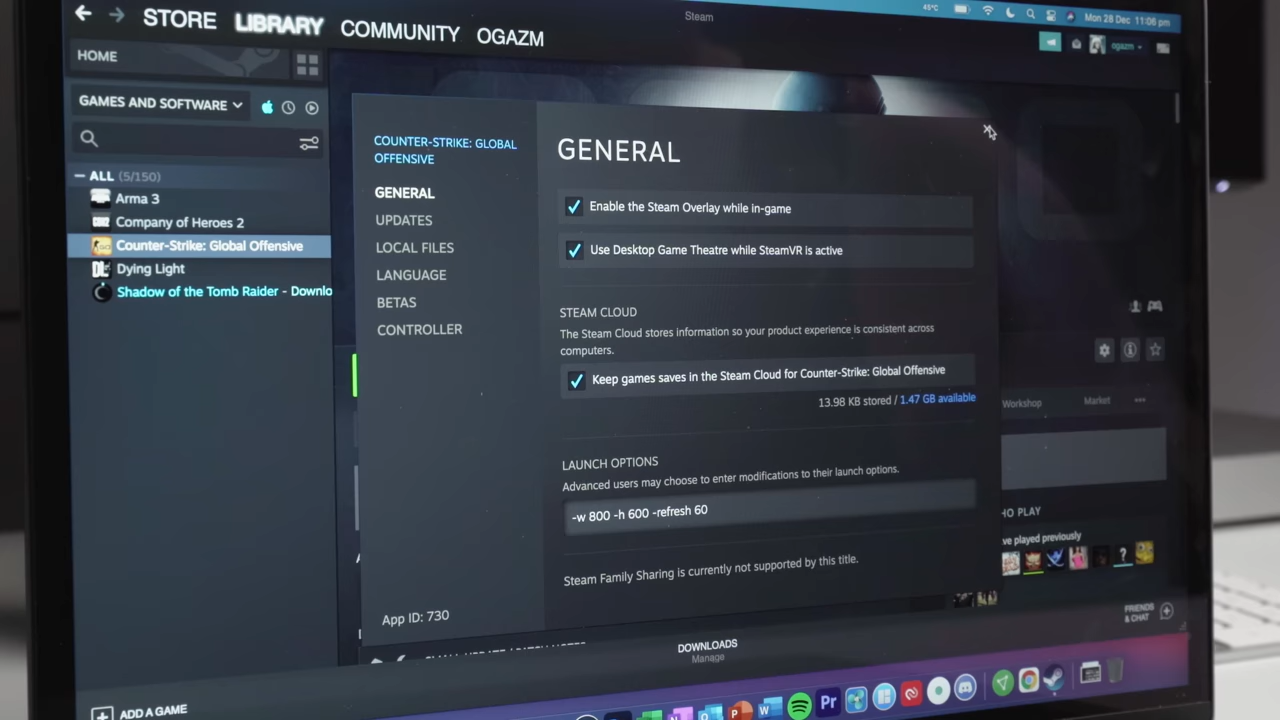 STORE LIBRARY COMMUNITY OGAZM
Steam
45°C
Mon 28 Dec 11:06 pm
ogazm
HOME
GAMES AND SOFTWARE
ALL (5/150)
Arma 3
Company of Heroes 2
Counter-Strike: Global Offensive
Dying Light
Shadow of the Tomb Raider - Downlo
COUNTER-STRIKE: GLOBAL
OFFENSIVE
GENERAL
UPDATES
LOCAL FILES
LANGUAGE
BETAS
CONTROLLER
App ID: 730
GENERAL
Enable the Steam Overlay while in-game
Use Desktop Game Theatre while SteamVR is active
STEAM CLOUD
The Steam Cloud stores information so your product experience is consistent across
computers.
Keep games saves in the Steam Cloud for Counter-Strike: Global Offensive
13.98 KB stored / 1.47 GB available
LAUNCH OPTIONS
Advanced users may choose to enter modifications to their launch options.
-w 800 -h 600 -refresh 60
Steam Family Sharing is currently not supported by this title.
Workshop
Market
HO PLAY
ve played previously
FRIENDS
& CHAT
DOWNLOADS
Manage
ADD A GAME
Pr